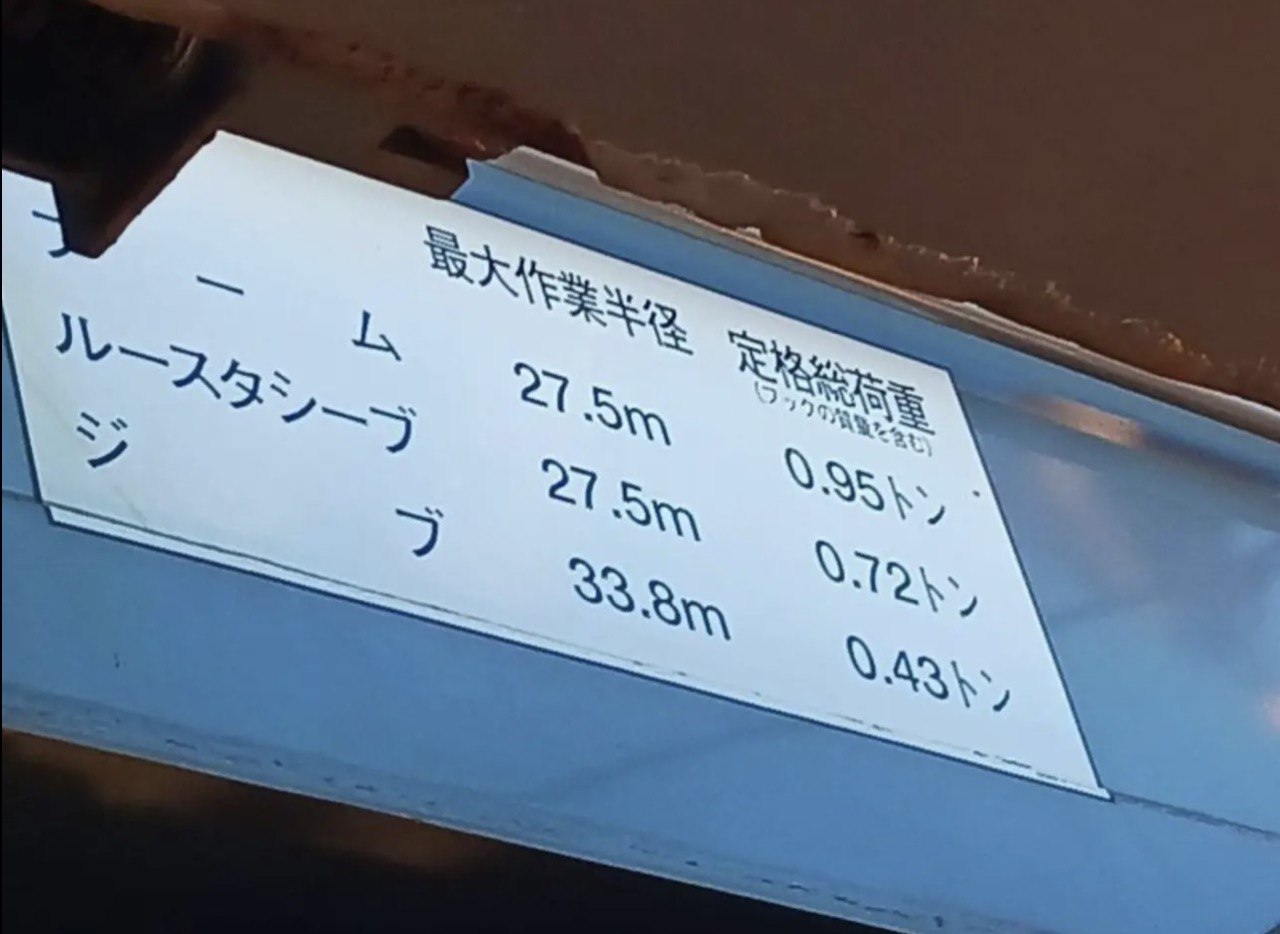 最大作業半径 定格総荷重
(フックの質量を含む)
ブーム 27.5m 0.95トン
ルースタシーブ 27.5m 0.72トン
ジブ 33.8m 0.43トン